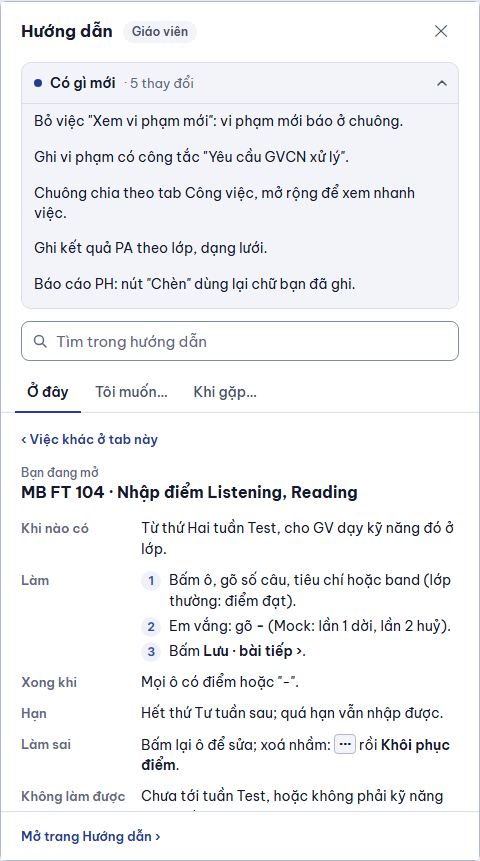 Hướng dẫn Giáo viên
Có gì mới · 5 thay đổi
Bỏ việc "Xem vi phạm mới": vi phạm mới báo ở chuông.
Ghi vi phạm có công tắc "Yêu cầu GVCN xử lý".
Chuông chia theo tab Công việc, mở rộng để xem nhanh
việc.
Ghi kết quả PA theo lớp, dạng lưới.
Báo cáo PH: nút "Chèn" dùng lại chữ bạn đã ghi.
Tìm trong hướng dẫn
Ở đây Tôi muốn... Khi gặp...
‹ Việc khác ở tab này
Bạn đang mở
MB FT 104 · Nhập điểm Listening, Reading
Khi nào có Từ thứ Hai tuần Test, cho GV dạy kỹ năng đó ở
lớp.
Làm 1 Bấm ô, gõ số câu, tiêu chí hoặc band (lớp
thường: điểm đạt).
2 Em vắng: gõ - (Mock: lần 1 dời, lần 2 huỷ).
3 Bấm Lưu · bài tiếp ›.
Xong khi Mọi ô có điểm hoặc "-".
Hạn Hết thứ Tư tuần sau; quá hạn vẫn nhập được.
Làm sai Bấm lại ô để sửa; xoá nhầm: ... rồi Khôi phục
điểm.
Không làm được Chưa tới tuần Test, hoặc không phải kỹ năng
Mở trang Hướng dẫn ›